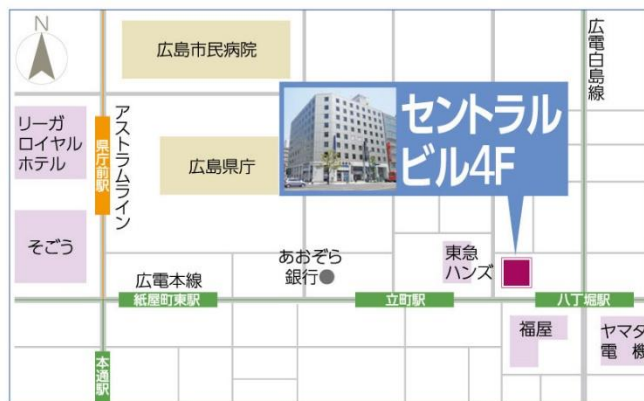 N
広島市民病院
広電白島線
リーガ
ロイヤル
ホテル
県庁前駅
アストラムライン
広島県庁
セントラル
ビル4F
そごう
あおぞら
銀行
東急
ハンズ
広電本線
紙屋町東駅
立町駅
八丁堀駅
本通駅
福屋
ヤマダ
電機